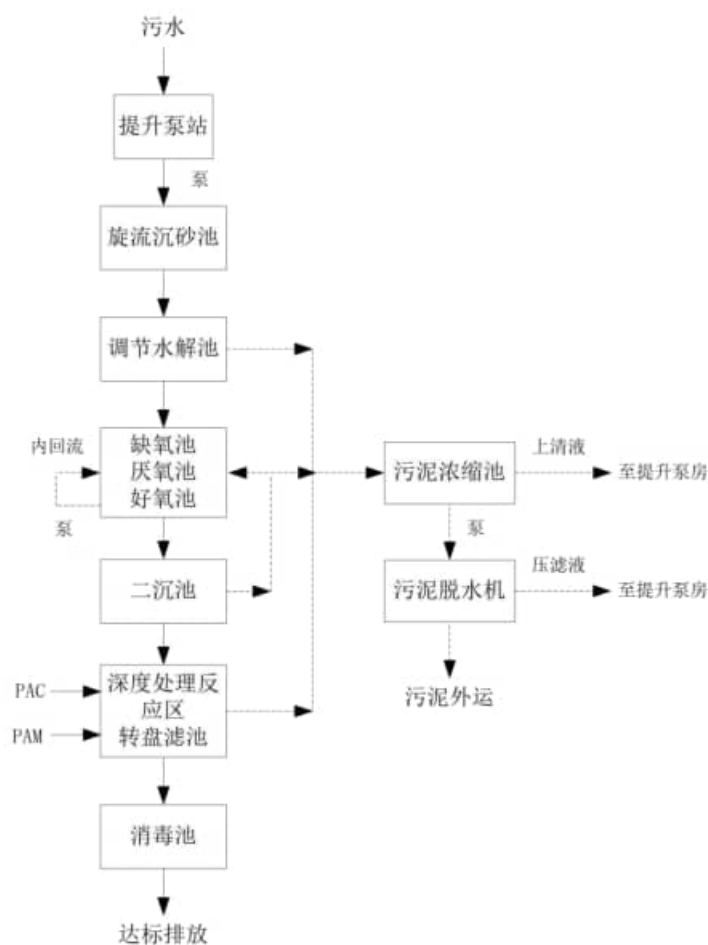 污水
提升泵站
泵
旋流沉砂池
调节水解池
内回流
缺氧池
厌氧池
好氧池
泵
污泥浓缩池
上清液
至提升泵房
泵
二沉池
污泥脱水机
压滤液
至提升泵房
PAC
PAM
深度处理反
应区
转盘滤池
污泥外运
消毒池
达标排放